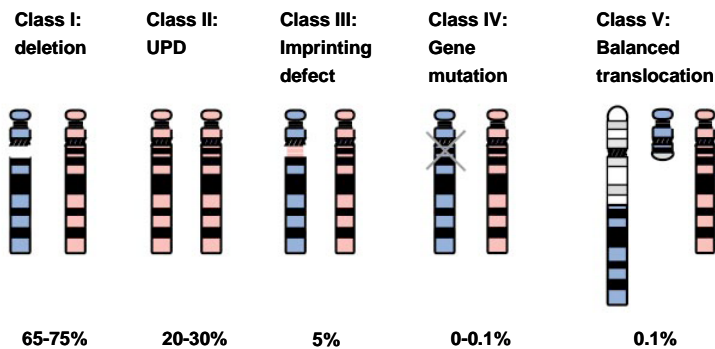 Class I:
deletion
Class II:
UPD
Class III:
Imprinting
defect
Class IV:
Gene
mutation
Class V:
Balanced
translocation
65-75%
20-30%
5%
0-0.1%
0.1%